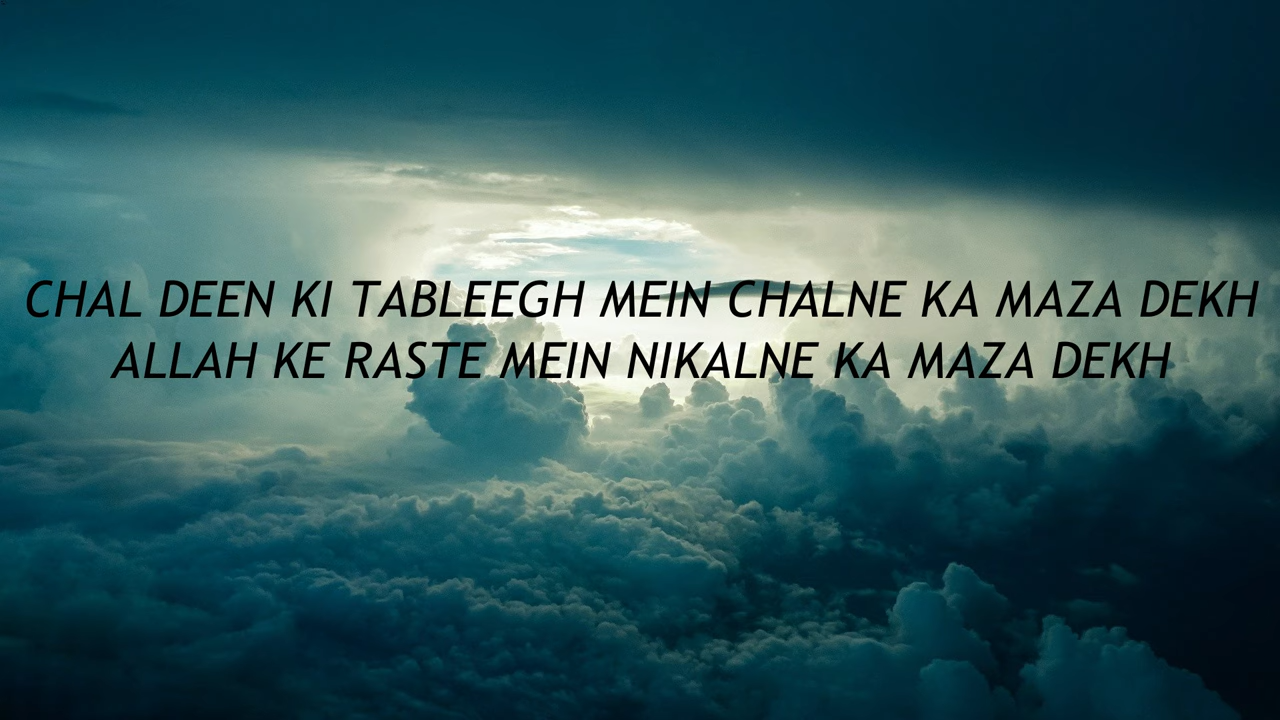 CHAL DEEN KI TABLEEGH MEIN CHALNE KA MAZA DEKH
ALLAH KE RASTE MEIN NIKALNE KA MAZA DEKH